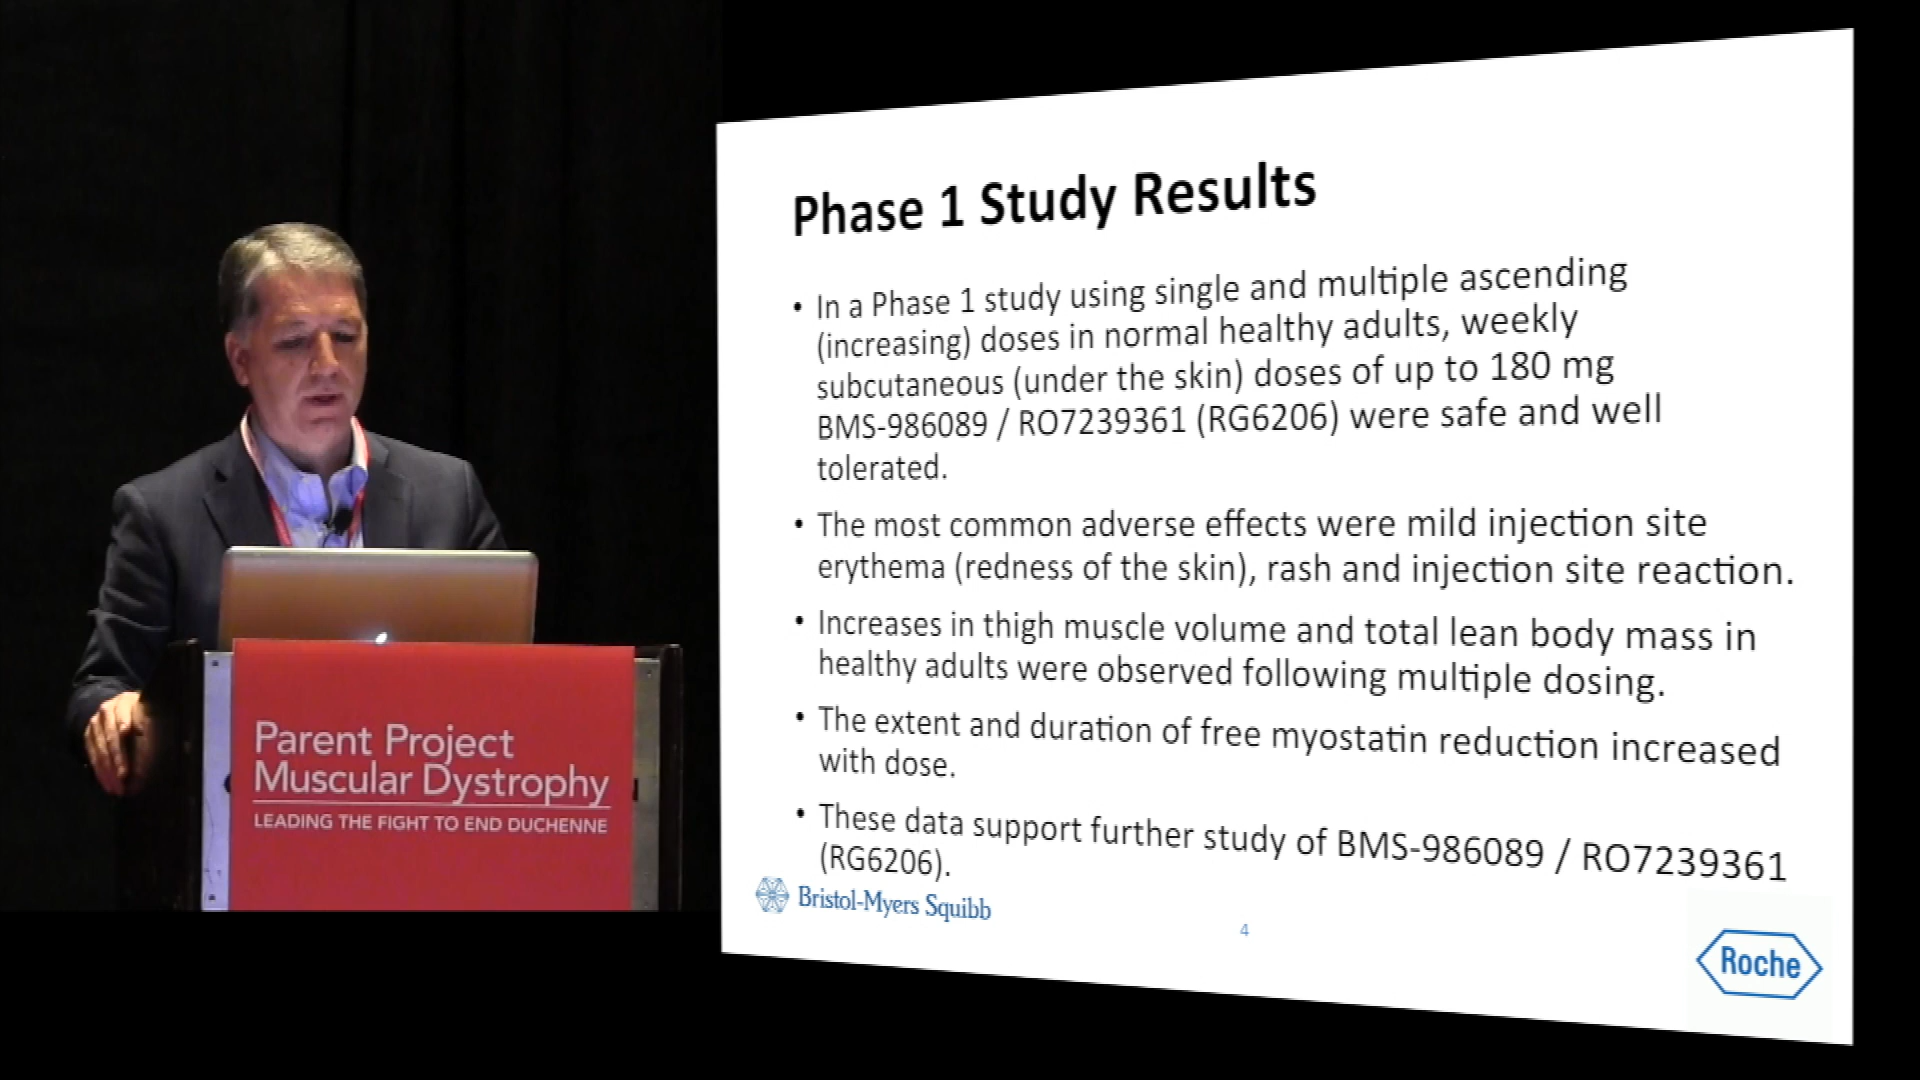 Phase 1 Study Results
• In a Phase 1 study using single and multiple ascending
(increasing) doses in normal healthy adults, weekly
subcutaneous (under the skin) doses of up to 180 mg
BMS-986089 / RO7239361 (RG6206) were safe and well
tolerated.
• The most common adverse effects were mild injection site
erythema (redness of the skin), rash and injection site reaction.
• Increases in thigh muscle volume and total lean body mass in
healthy adults were observed following multiple dosing.
• The extent and duration of free myostatin reduction increased
with dose.
• These data support further study of BMS-986089 / RO7239361
(RG6206).
Bristol-Myers Squibb
4
Roche
Parent Project
Muscular Dystrophy
LEADING THE FIGHT TO END DUCHENNE